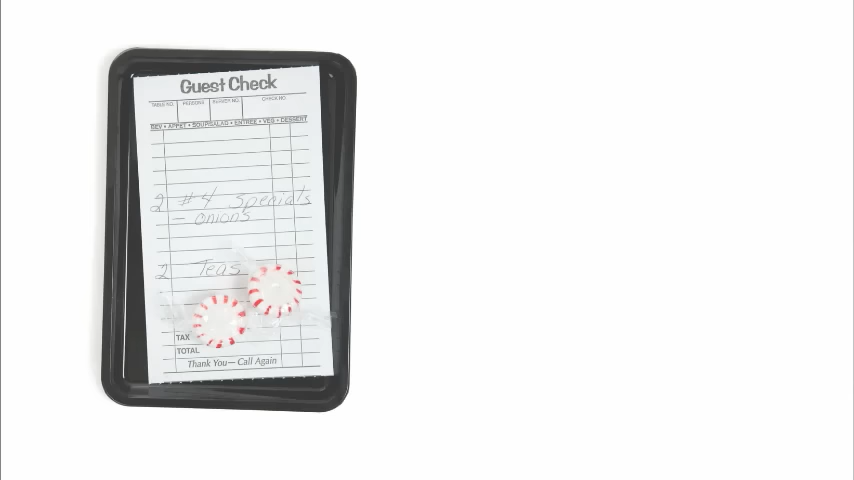 Guest Check
TABLE NO. PERSONS SERVER NO. CHECK NO.
BEV • APPET • SOUP/SALAD • ENTREE • VEG • DESSERT
2 #4 Specials
- onions
2 Teas
TAX
TOTAL
Thank You—Call Again